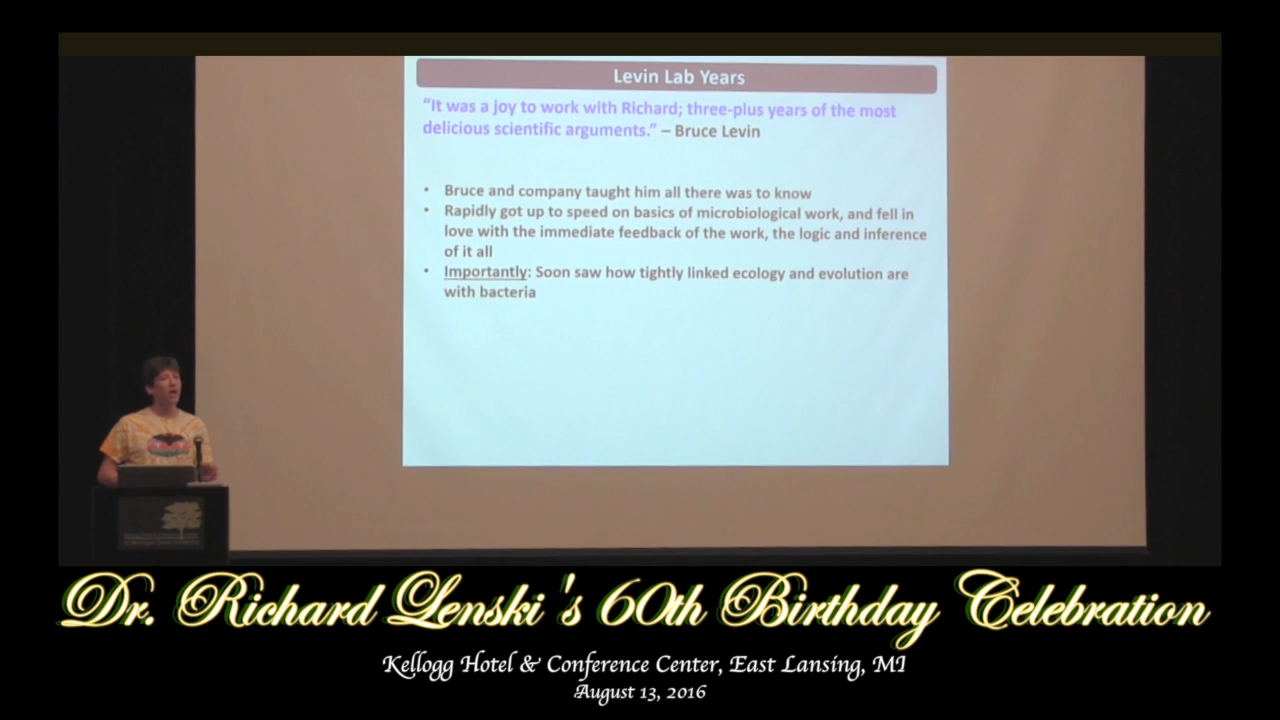 Levin Lab Years
“It was a joy to work with Richard; three-plus years of the most
delicious scientific arguments.” – Bruce Levin
• Bruce and company taught him all there was to know
• Rapidly got up to speed on basics of microbiological work, and fell in
love with the immediate feedback of the work, the logic and inference
of it all
• Importantly: Soon saw how tightly linked ecology and evolution are
with bacteria
Dr. Richard Lenski's 60th Birthday Celebration
Kellogg Hotel & Conference Center, East Lansing, MI
August 13, 2016